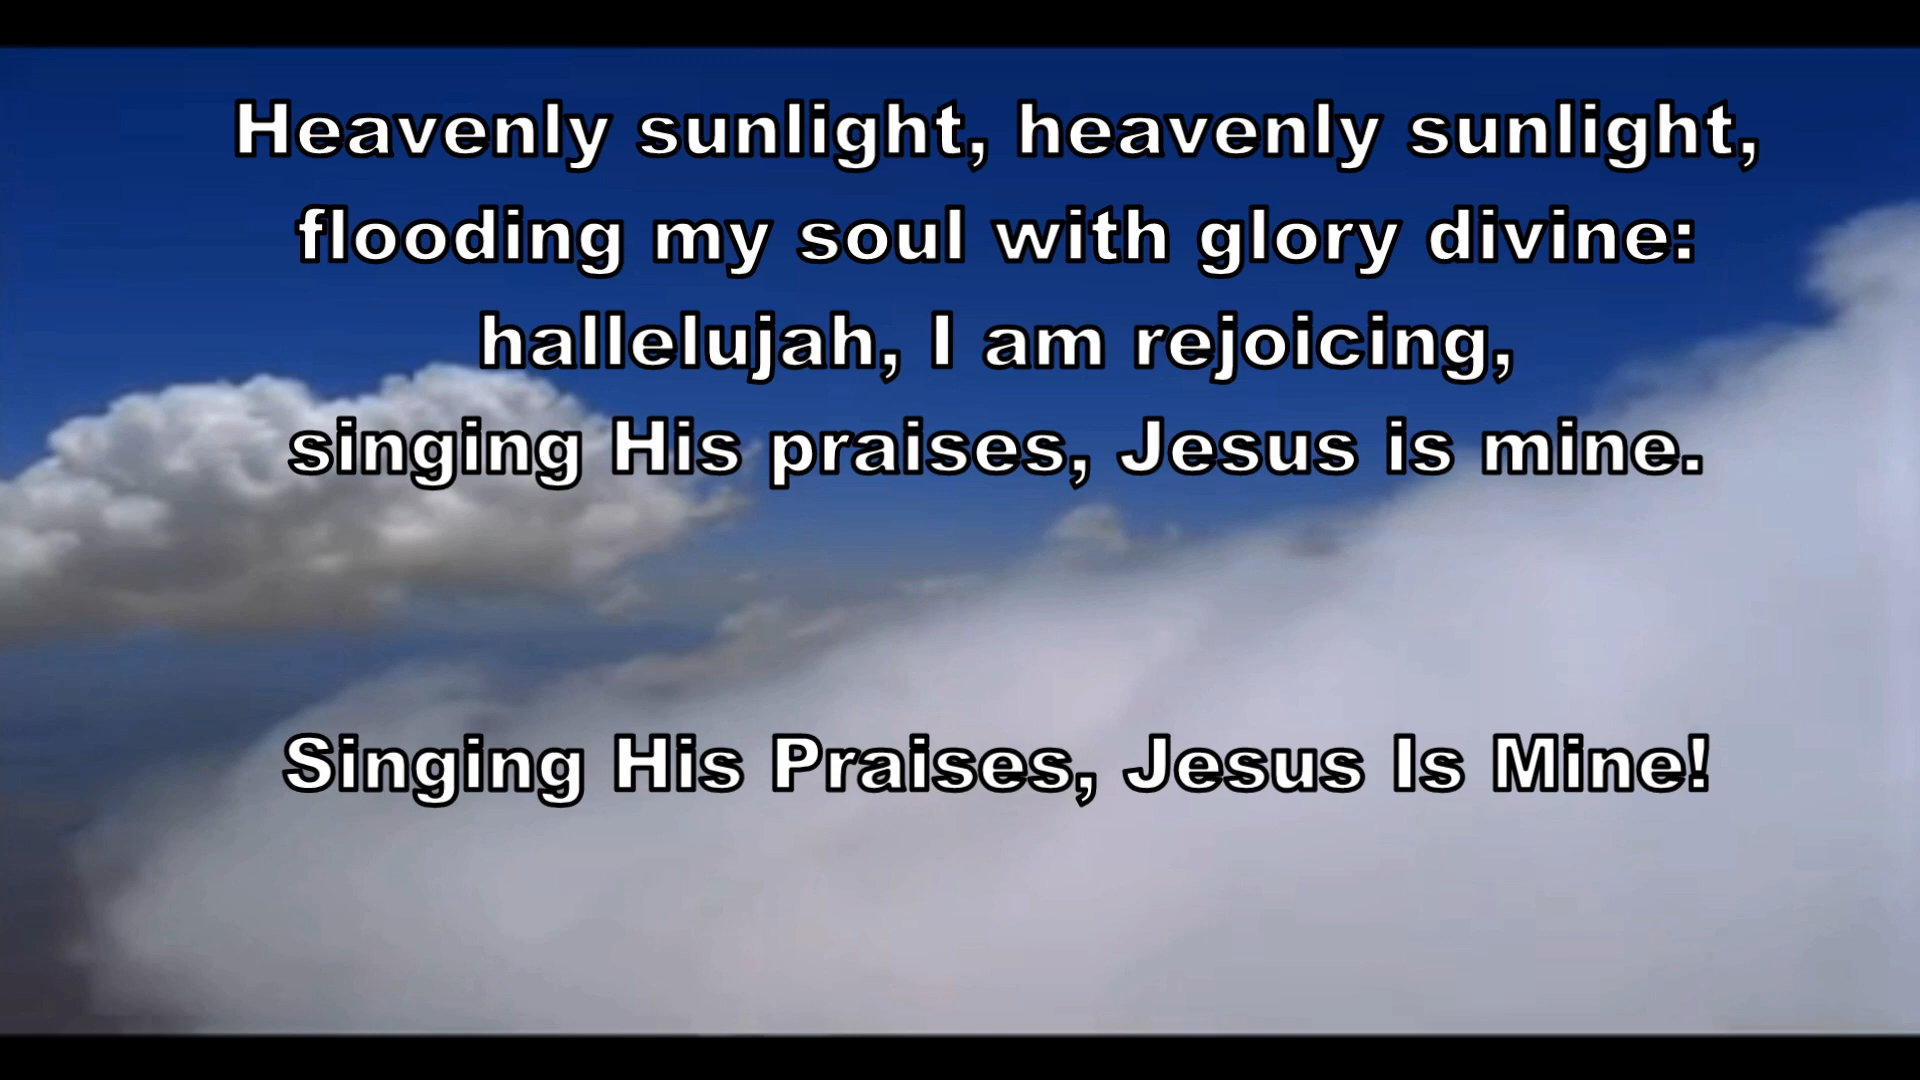 Heavenly sunlight, heavenly sunlight,
flooding my soul with glory divine:
hallelujah, I am rejoicing,
singing His praises, Jesus is mine.
Singing His Praises, Jesus Is Mine!